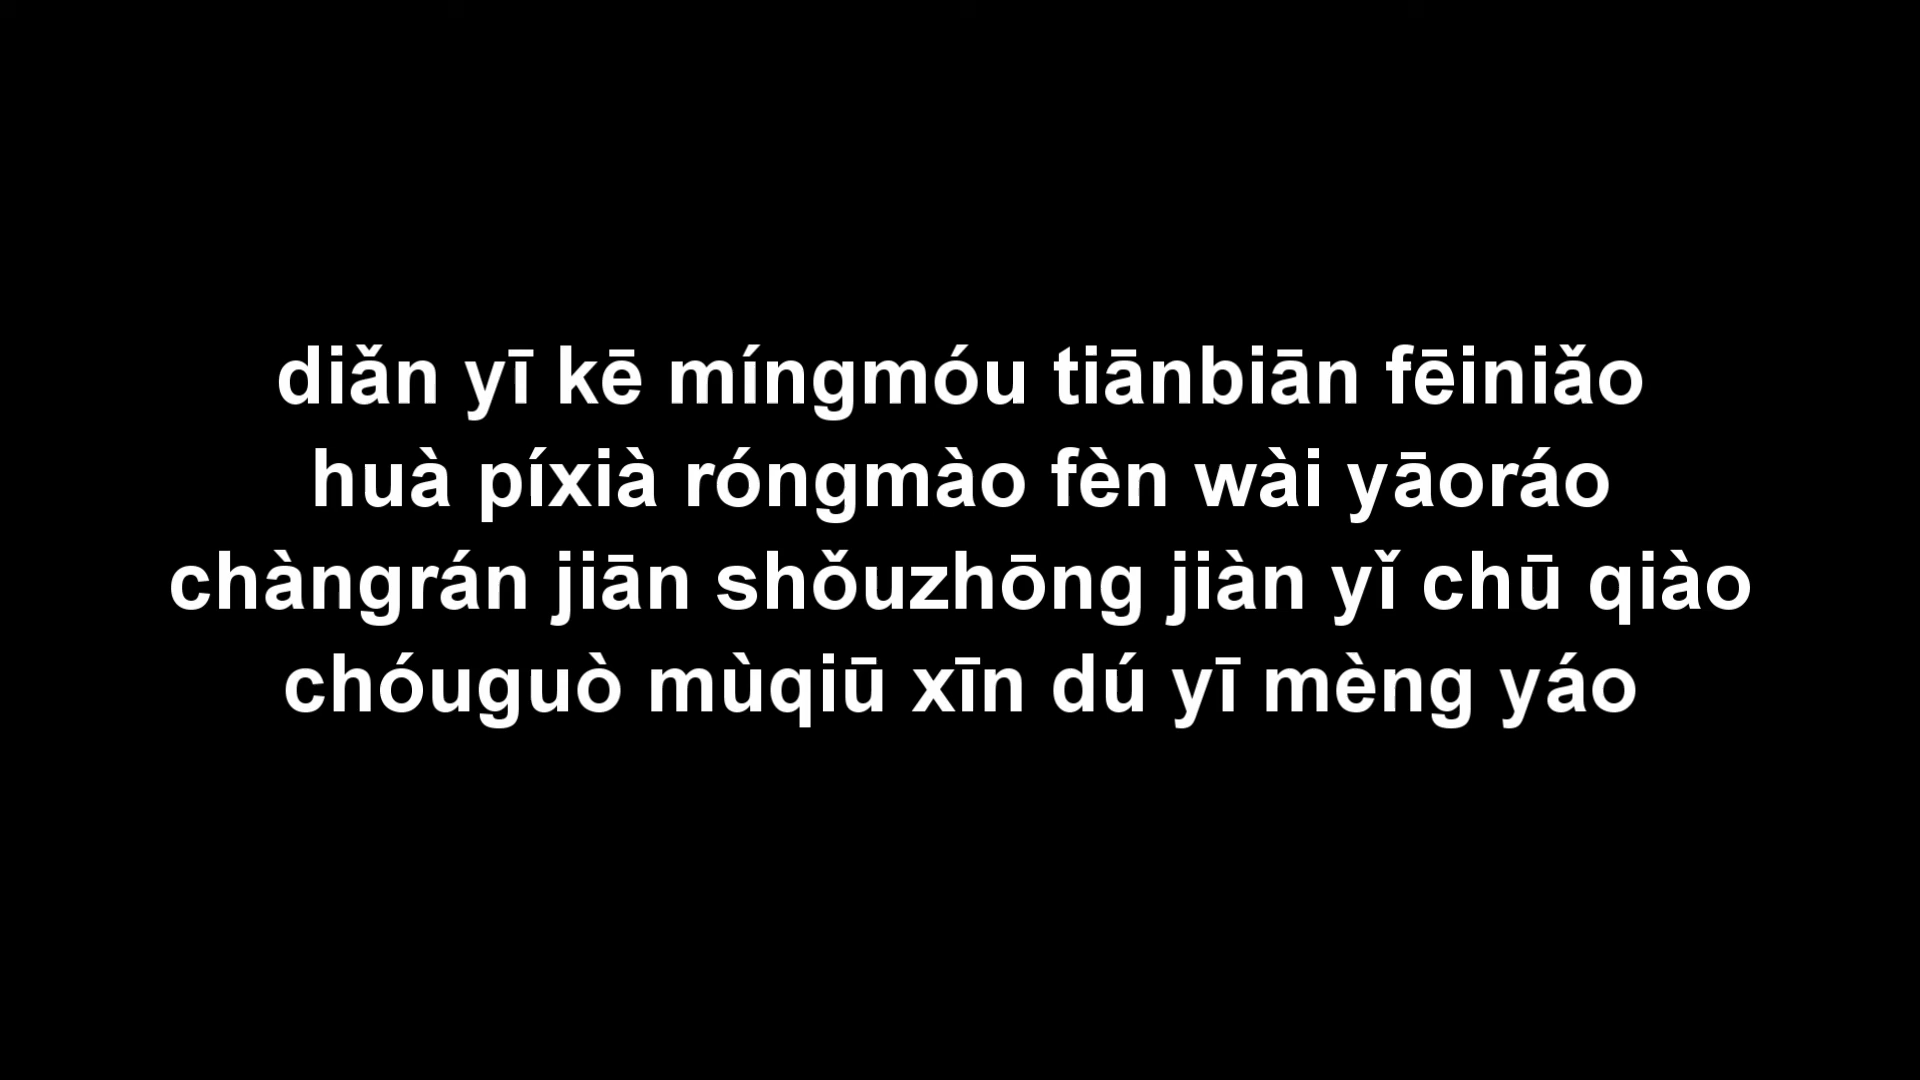 diǎn yī kē míngmóu tiānbiān fēiniǎo
huà píxià róngmào fèn wài yāoráo
chàngrán jiān shǒuzhōng jiàn yǐ chū qiào
chóuguò mùqiū xīn dú yī mèng yáo